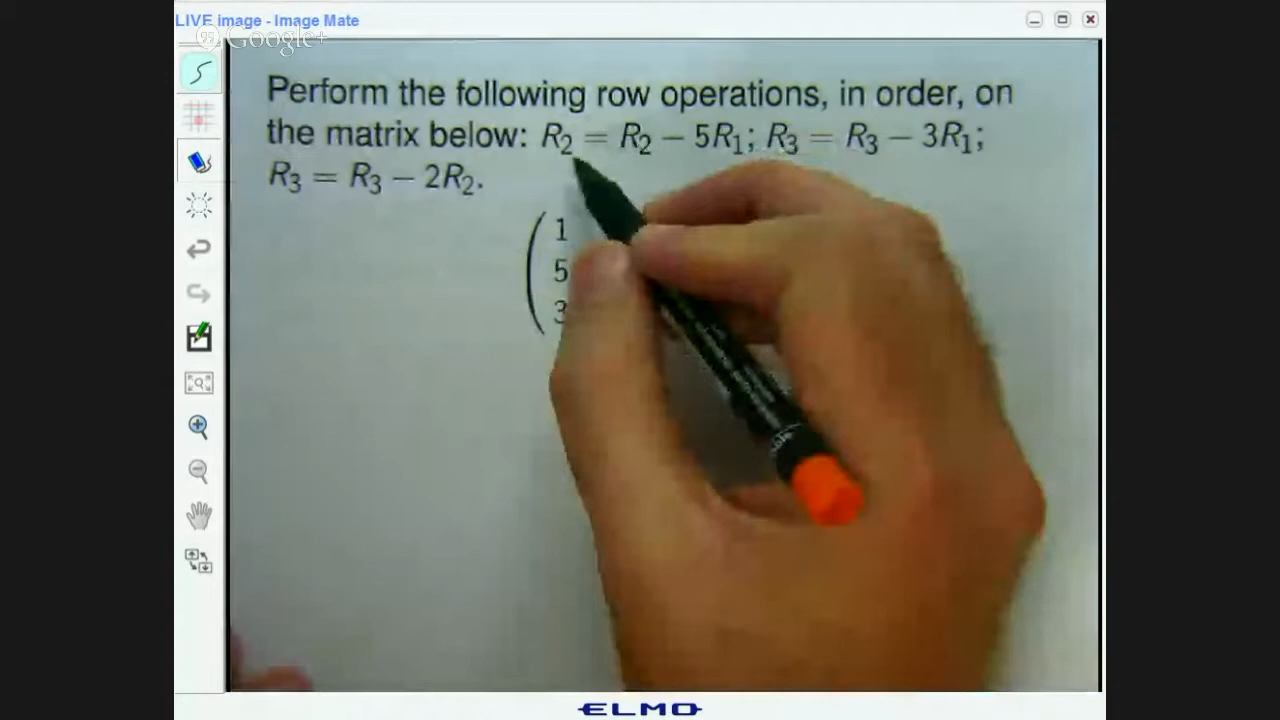 LIVE image - Image Mate
Google+
Perform the following row operations, in order, on
the matrix below: R₂ = R₂ − 5R₁; R₃ = R₃ − 3R₁;
R₃ = R₃ − 2R₂.
1
5
3
ELMO